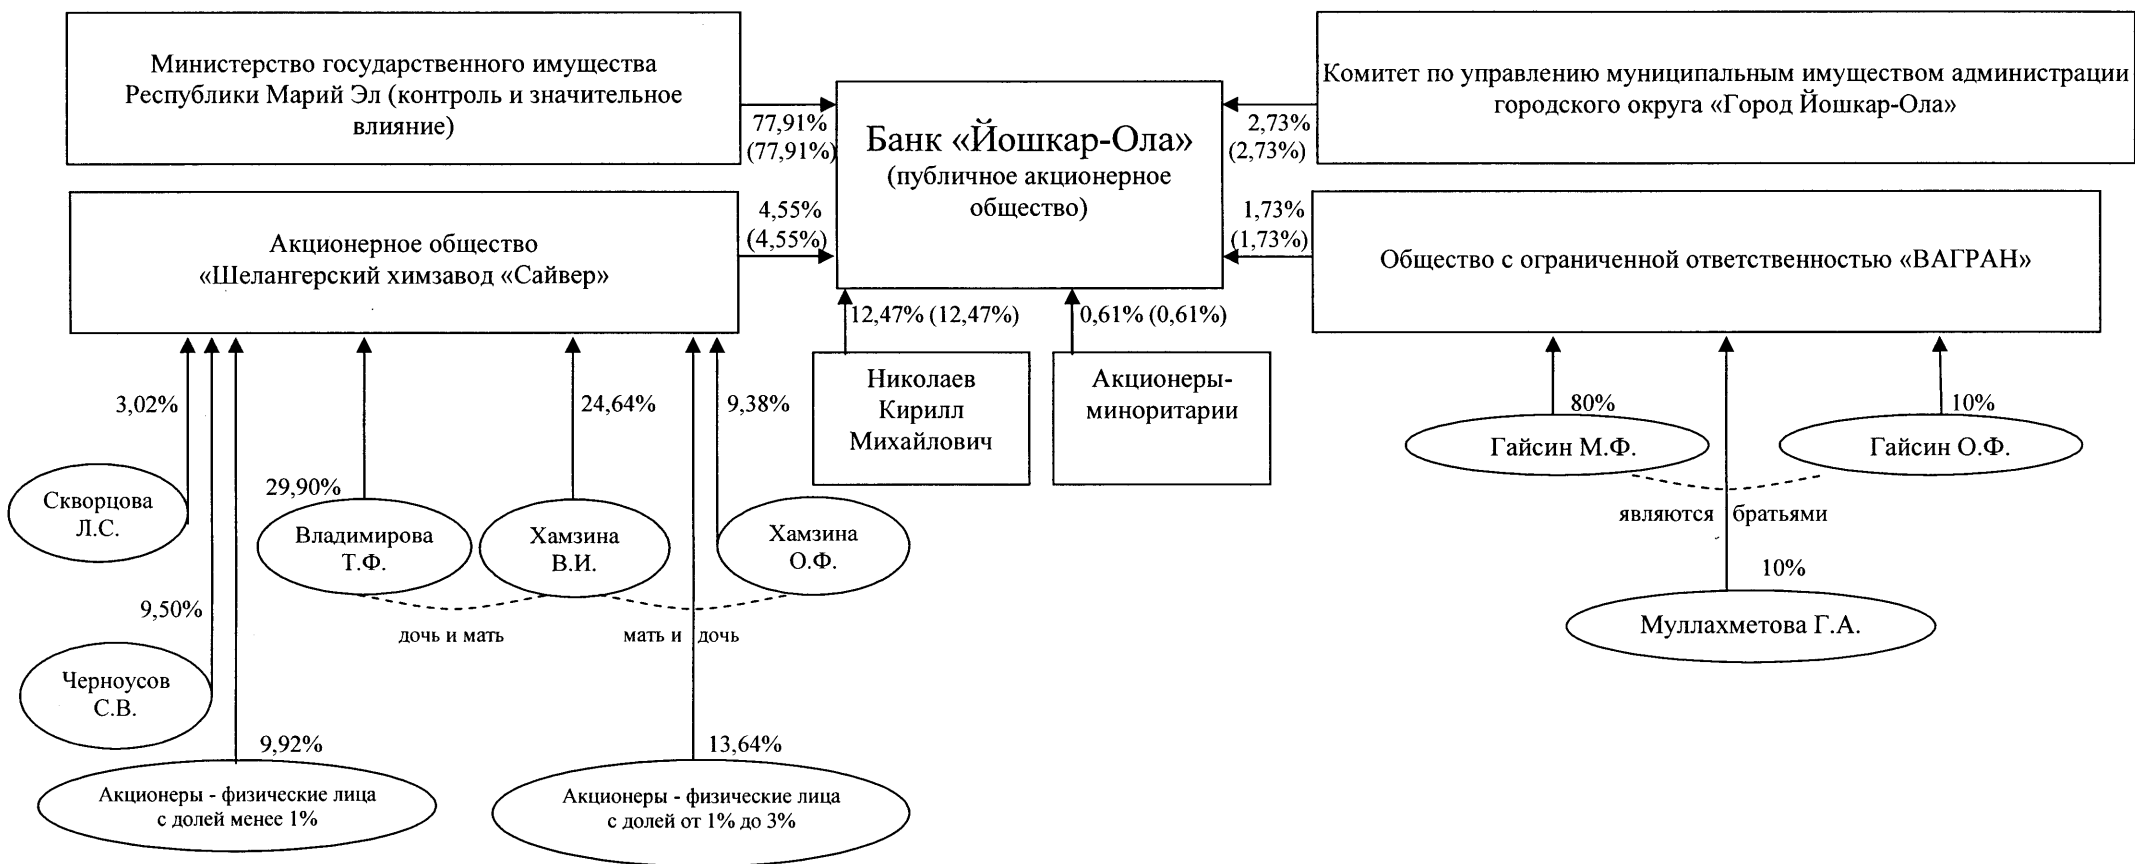 Министерство государственного имущества
Республики Марий Эл (контроль и значительное
влияние)
77,91%
(77,91%)
Банк «Йошкар-Ола»
(публичное акционерное
общество)
2,73%
(2,73%)
Комитет по управлению муниципальным имуществом администрации
городского округа «Город Йошкар-Ола»
Акционерное общество
«Шелангерский химзавод «Сайвер»
4,55%
(4,55%)
1,73%
(1,73%)
Общество с ограниченной ответственностью «ВАГРАН»
12,47% (12,47%)
0,61% (0,61%)
Николаев
Кирилл
Михайлович
Акционеры-
миноритарии
3,02%
24,64%
9,38%
80%
10%
Гайсин М.Ф.
Гайсин О.Ф.
являются братьями
29,90%
Скворцова
Л.С.
Владимирова
Т.Ф.
Хамзина
В.И.
Хамзина
О.Ф.
10%
Муллахметова Г.А.
9,50%
дочь и мать
мать и дочь
Черноусов
С.В.
9,92%
13,64%
Акционеры - физические лица
с долей менее 1%
Акционеры - физические лица
с долей от 1% до 3%